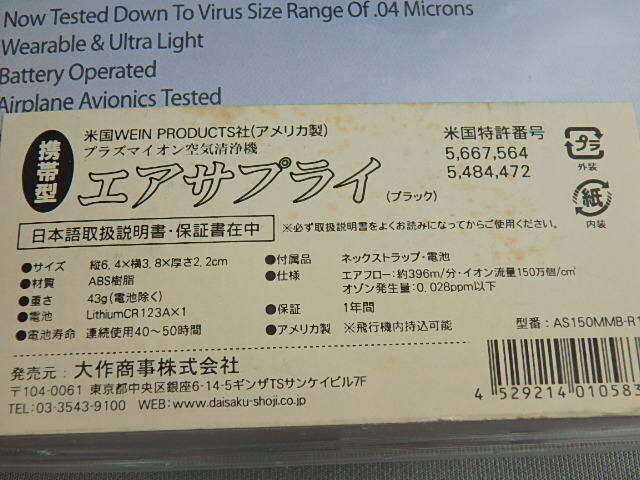 Now Tested Down To Virus Size Range Of .04 Microns
Wearable & Ultra Light
Battery Operated
Airplane Avionics Tested
携帯型
米国WEIN PRODUCTS社(アメリカ製)
プラズマイオン空気清浄機
エアサプライ(ブラック)
米国特許番号
5,667,564
5,484,472
プラ
外装
紙
内装
日本語取扱説明書・保証書在中
※必ず取扱説明書をよくお読みになってからご使用ください。
●サイズ 縦6.4×横3.8×厚さ2.2cm
●材質 ABS樹脂
●重さ 43g(電池除く)
●電池 LithiumCR123A×1
●電池寿命 連続使用40~50時間
●付属品 ネックストラップ・電池
●仕様 エアフロー:約396m/分・イオン流量150万個/c㎥
オゾン発生量:0.028ppm以下
●保証 1年間
●アメリカ製 ※飛行機内持込可能
型番:AS150MMB-R1
発売元:大作商事株式会社
〒104-0061 東京都中央区銀座6-14-5ギンザTSサンケイビル7F
TEL:03-3543-9100 WEB:www.daisaku-shoji.co.jp
4 529214 010583